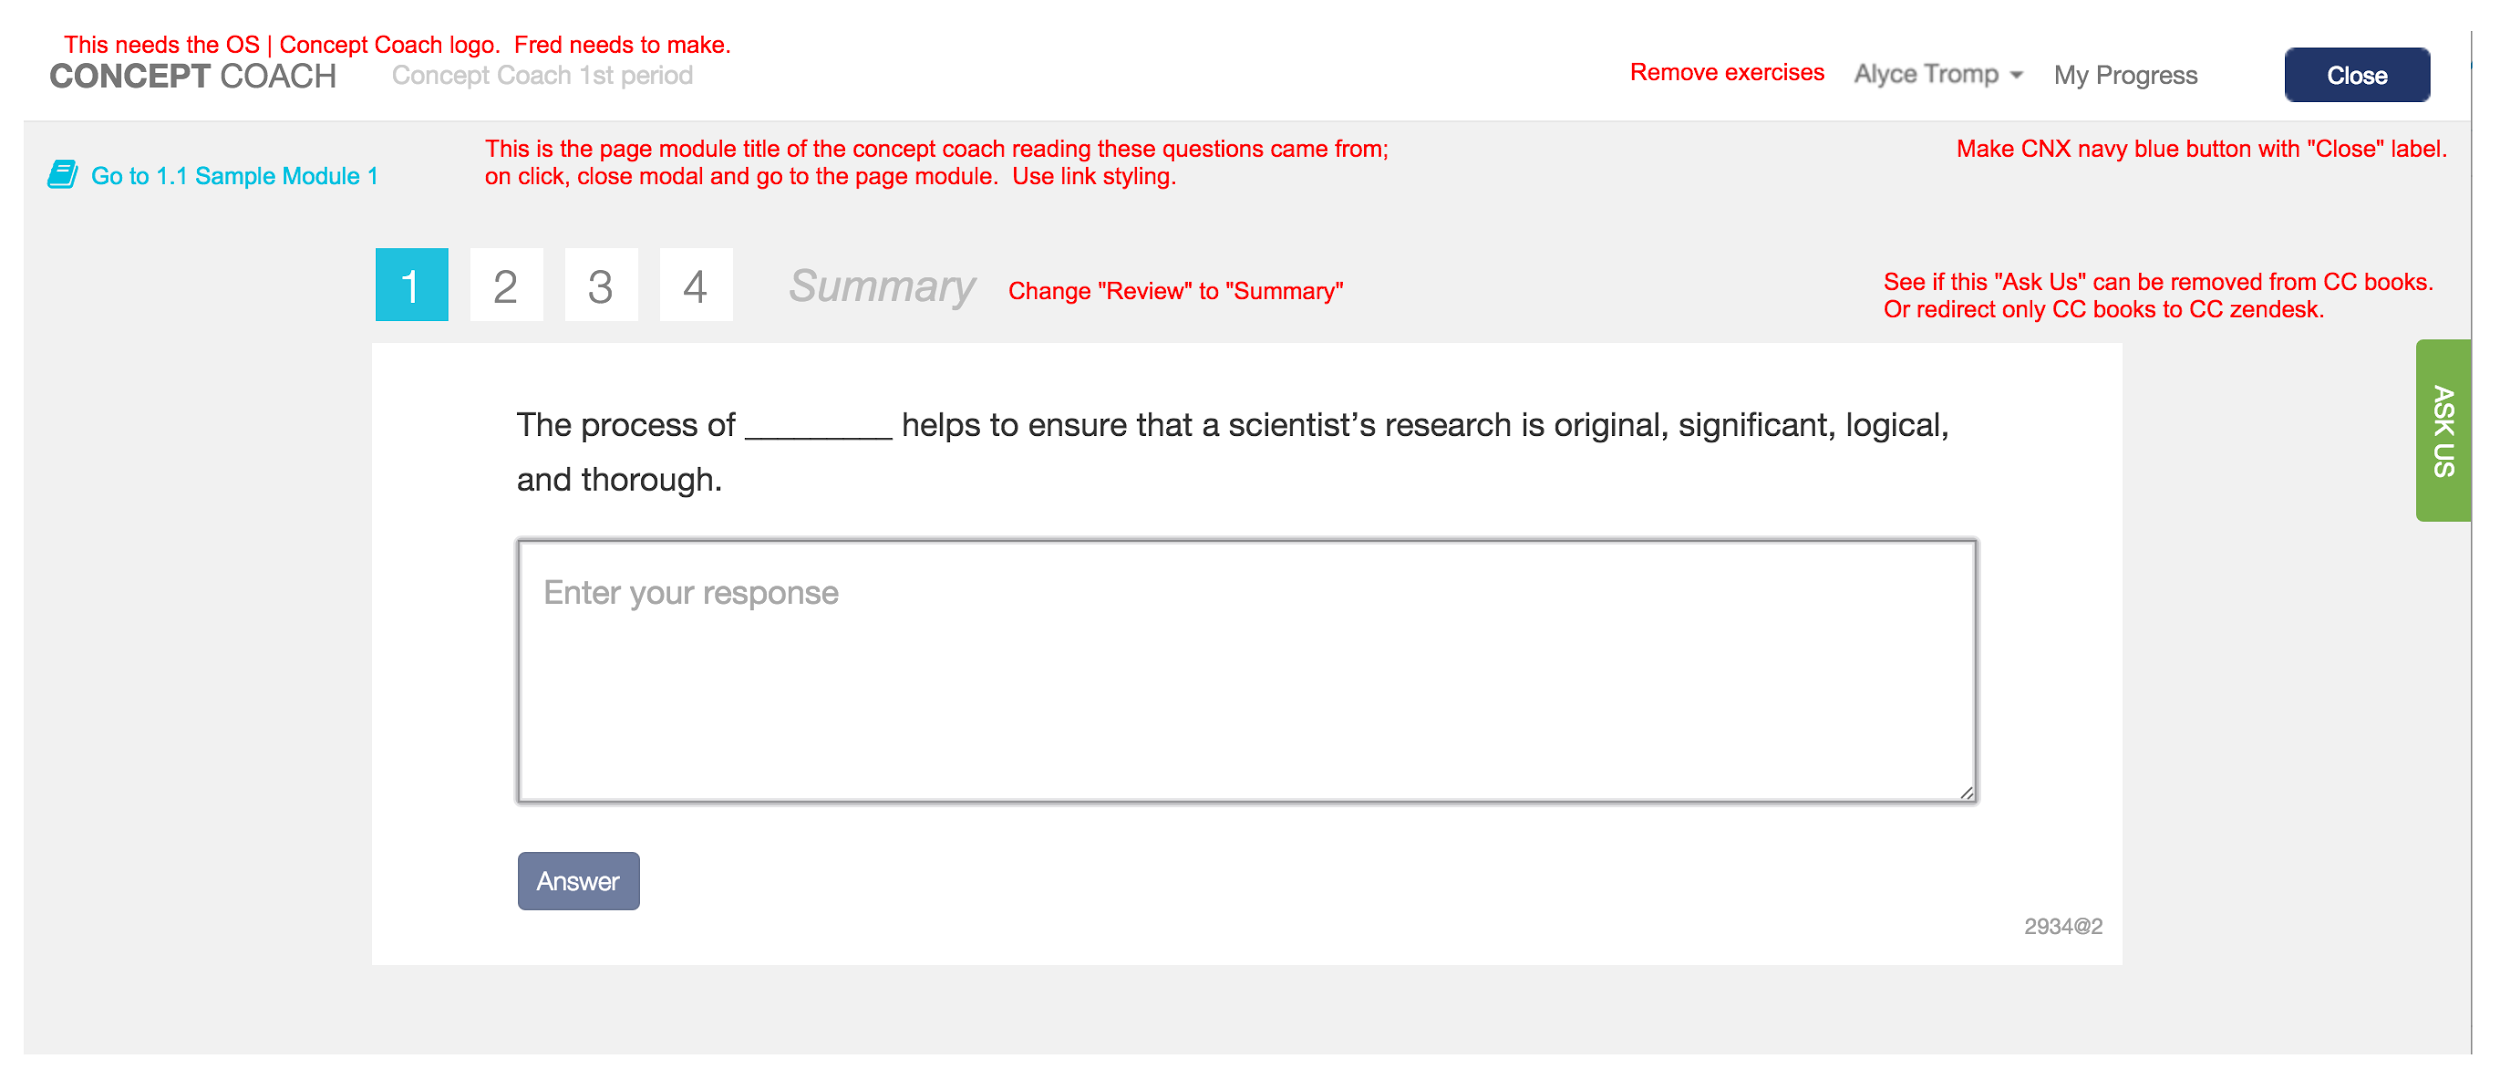 This needs the OS | Concept Coach logo.  Fred needs to make.
CONCEPT COACH
Concept Coach 1st period
Remove exercises
Alyce Tromp
My Progress
Close
Go to 1.1 Sample Module 1
This is the page module title of the concept coach reading these questions came from;
on click, close modal and go to the page module.  Use link styling.
Make CNX navy blue button with "Close" label.
1
2
3
4
Summary
Change "Review" to "Summary"
See if this "Ask Us" can be removed from CC books.
Or redirect only CC books to CC zendesk.
ASK US
The process of ________ helps to ensure that a scientist’s research is original, significant, logical,
and thorough.
Enter your response
Answer
2934@2